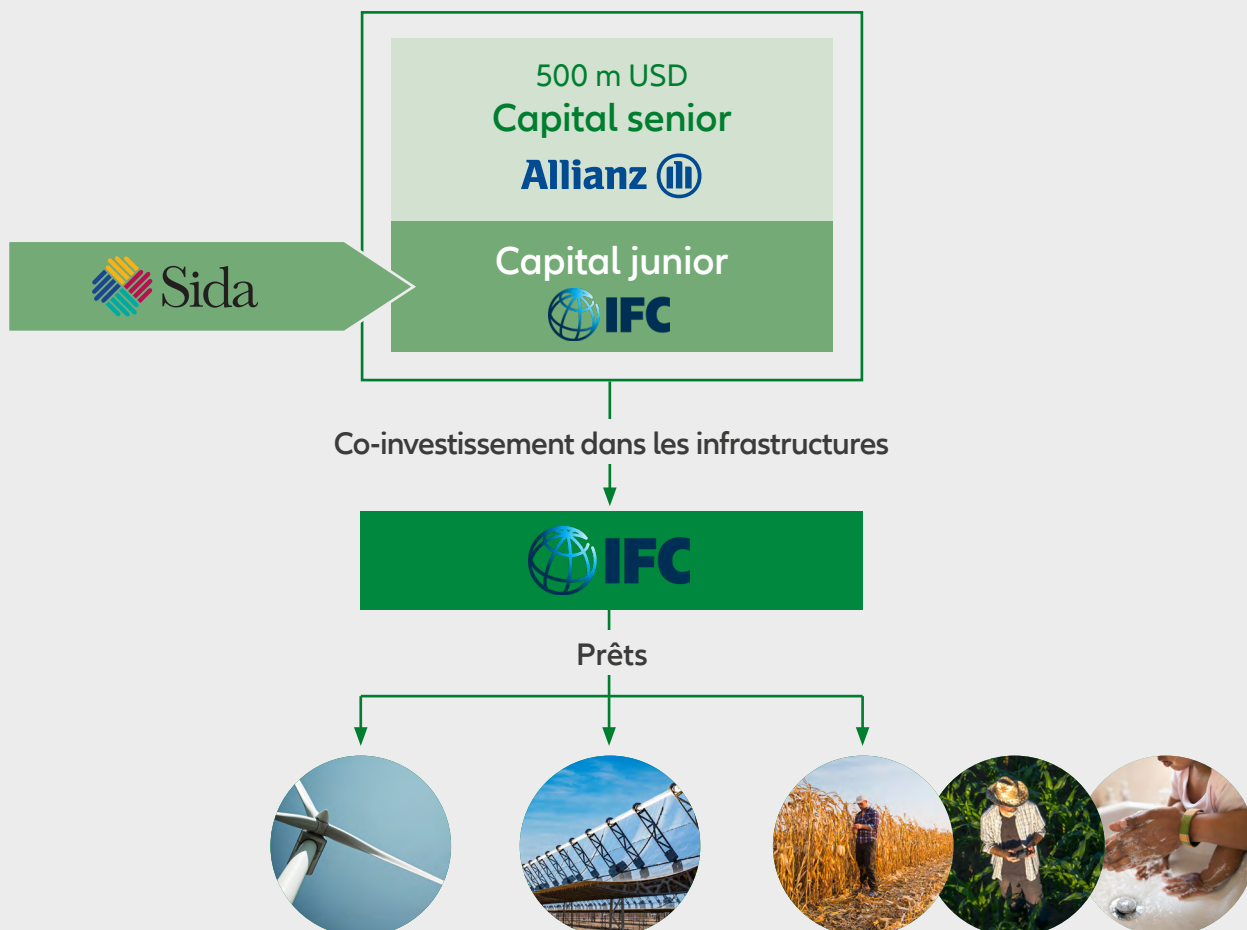 500 m USD
Capital senior
Allianz
Sida
Capital junior
IFC
Co-investissement dans les infrastructures
IFC
Prêts